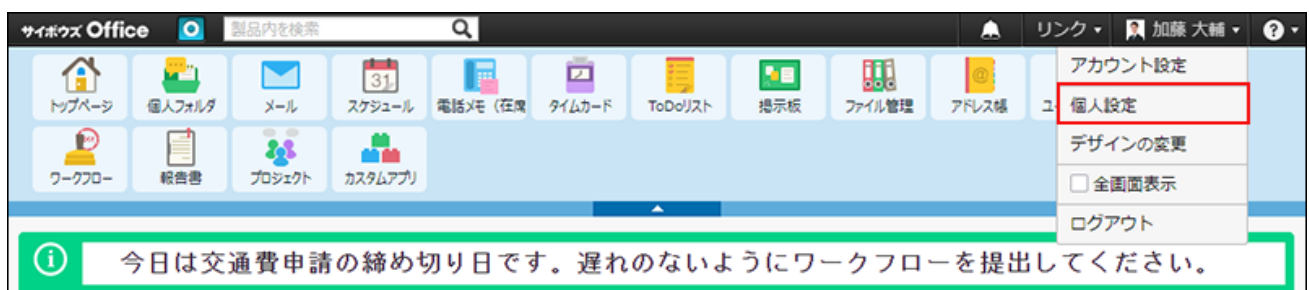 サイボウズ Office 製品内を検索 リンク 加藤 大輔
トップページ 個人フォルダ メール スケジュール 電話メモ（在席 タイムカード ToDoリスト 掲示板 ファイル管理 アドレス帳 ユ
ワークフロー 報告書 プロジェクト カスタムアプリ
アカウント設定
個人設定
デザインの変更
全画面表示
ログアウト
今日は交通費申請の締め切り日です。遅れのないようにワークフローを提出してください。